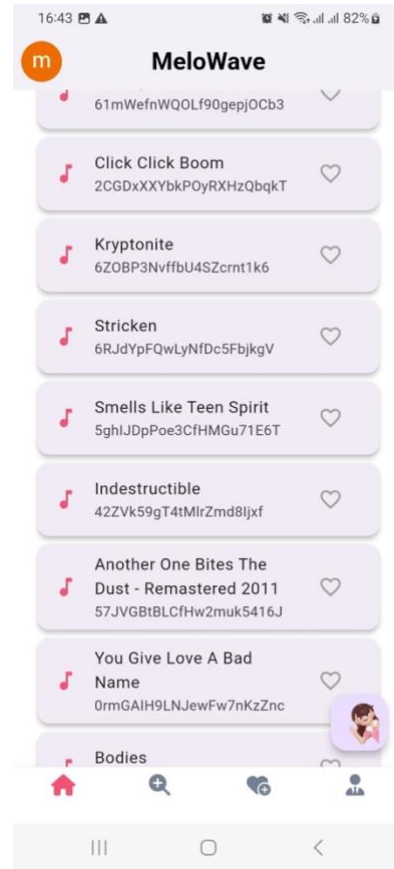 16:43
82%
m
MeloWave
61mWefnWQOLf90gepjOCb3
Click Click Boom
2CGDxXXYbkPOyRXHzQbqkT
Kryptonite
6ZOBP3NvffbU4SZcrnt1k6
Stricken
6RJdYpFQwLyNfDc5FbjkgV
Smells Like Teen Spirit
5ghIJDpPoe3CfHMGu71E6T
Indestructible
42ZVk59gT4tMlrZmd8Ijxf
Another One Bites The
Dust - Remastered 2011
57JVGBtBLCfHw2muk5416J
You Give Love A Bad
Name
0rmGAIH9LNJewFw7nKzZnc
Bodies